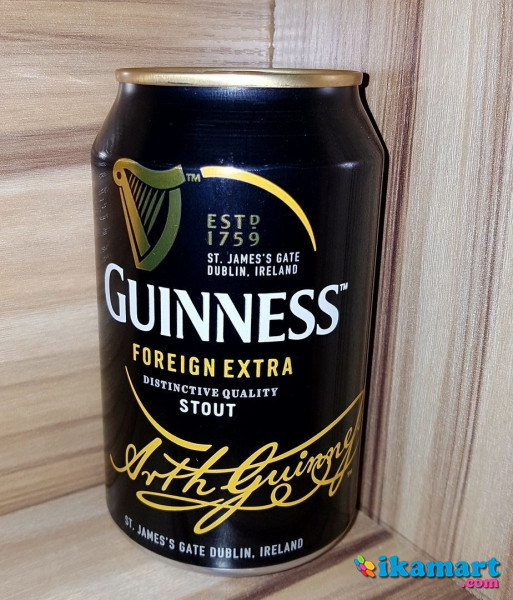 ™
ESTD
1759
ST. JAMES'S GATE
DUBLIN, IRELAND
GUINNESS™
FOREIGN EXTRA
DISTINCTIVE QUALITY
STOUT
Arth Guinness
ST. JAMES'S GATE DUBLIN, IRELAND
ikamart
.com